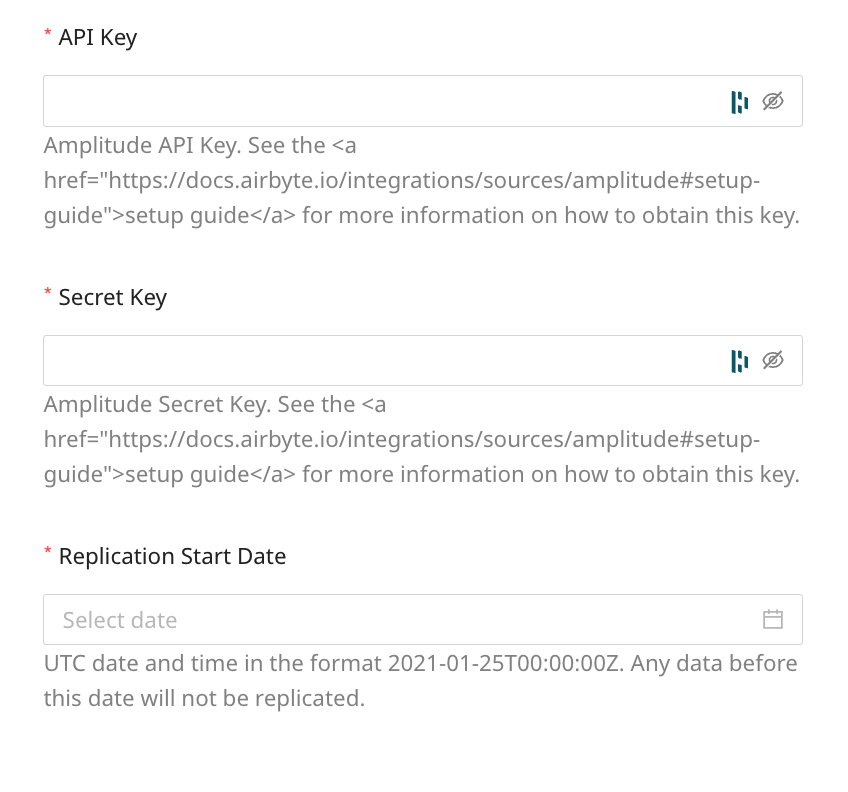 * API Key
Amplitude API Key. See the <a
href="https://docs.airbyte.io/integrations/sources/amplitude#setup-
guide">setup guide</a> for more information on how to obtain this key.
* Secret Key
Amplitude Secret Key. See the <a
href="https://docs.airbyte.io/integrations/sources/amplitude#setup-
guide">setup guide</a> for more information on how to obtain this key.
* Replication Start Date
Select date
UTC date and time in the format 2021-01-25T00:00:00Z. Any data before
this date will not be replicated.